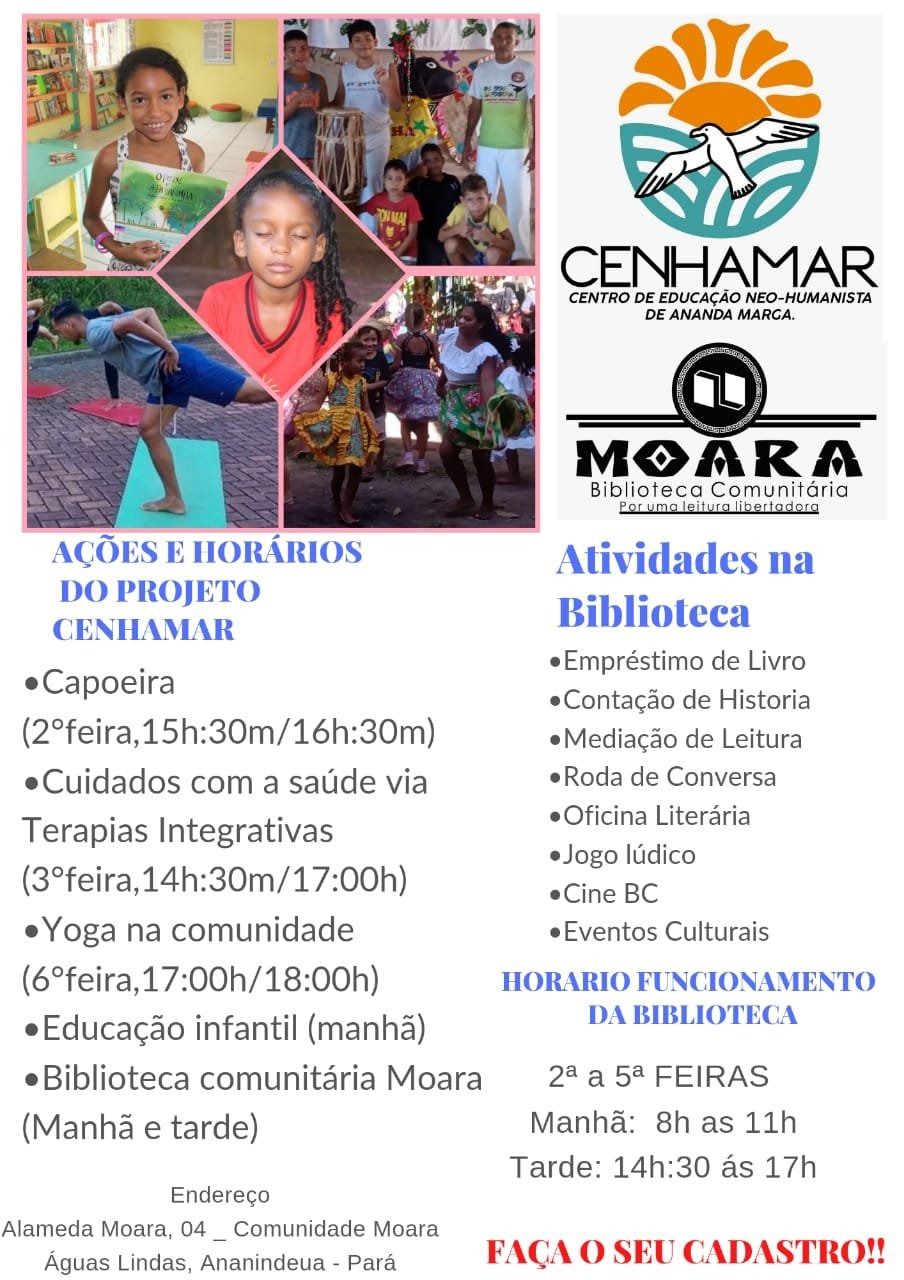 CENHAMAR
CENTRO DE EDUCAÇÃO NEO-HUMANISTA
DE ANANDA MARGA.
MOARA
Biblioteca Comunitária
Por uma leitura libertadora
AÇÕES E HORÁRIOS
DO PROJETO
CENHAMAR
•Capoeira
(2°feira,15h:30m/16h:30m)
•Cuidados com a saúde via
Terapias Integrativas
(3°feira,14h:30m/17:00h)
•Yoga na comunidade
(6°feira,17:00h/18:00h)
•Educação infantil (manhã)
•Biblioteca comunitária Moara
(Manhã e tarde)
Endereço
Alameda Moara, 04 _ Comunidade Moara
Águas Lindas, Ananindeua - Pará
Atividades na
Biblioteca
•Empréstimo de Livro
•Contação de Historia
•Mediação de Leitura
•Roda de Conversa
•Oficina Literária
•Jogo lúdico
•Cine BC
•Eventos Culturais
HORARIO FUNCIONAMENTO
DA BIBLIOTECA
2ª a 5ª FEIRAS
Manhã: 8h as 11h
Tarde: 14h:30 ás 17h
FAÇA O SEU CADASTRO!!